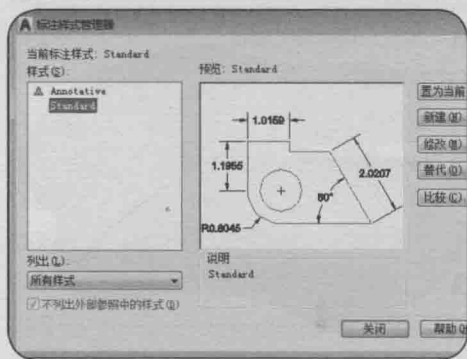 标注样式管理器
当前标注样式: Standard
样式(S):
Annotative
Standard
预览: Standard
1.0159
1.1955
2.0207
60°
R0.8045
置为当前
新建(N)
修改(M)
替代(O)
比较(C)
列出(L):
所有样式
不列出外部参照中的样式(D)
说明
Standard
关闭
帮助